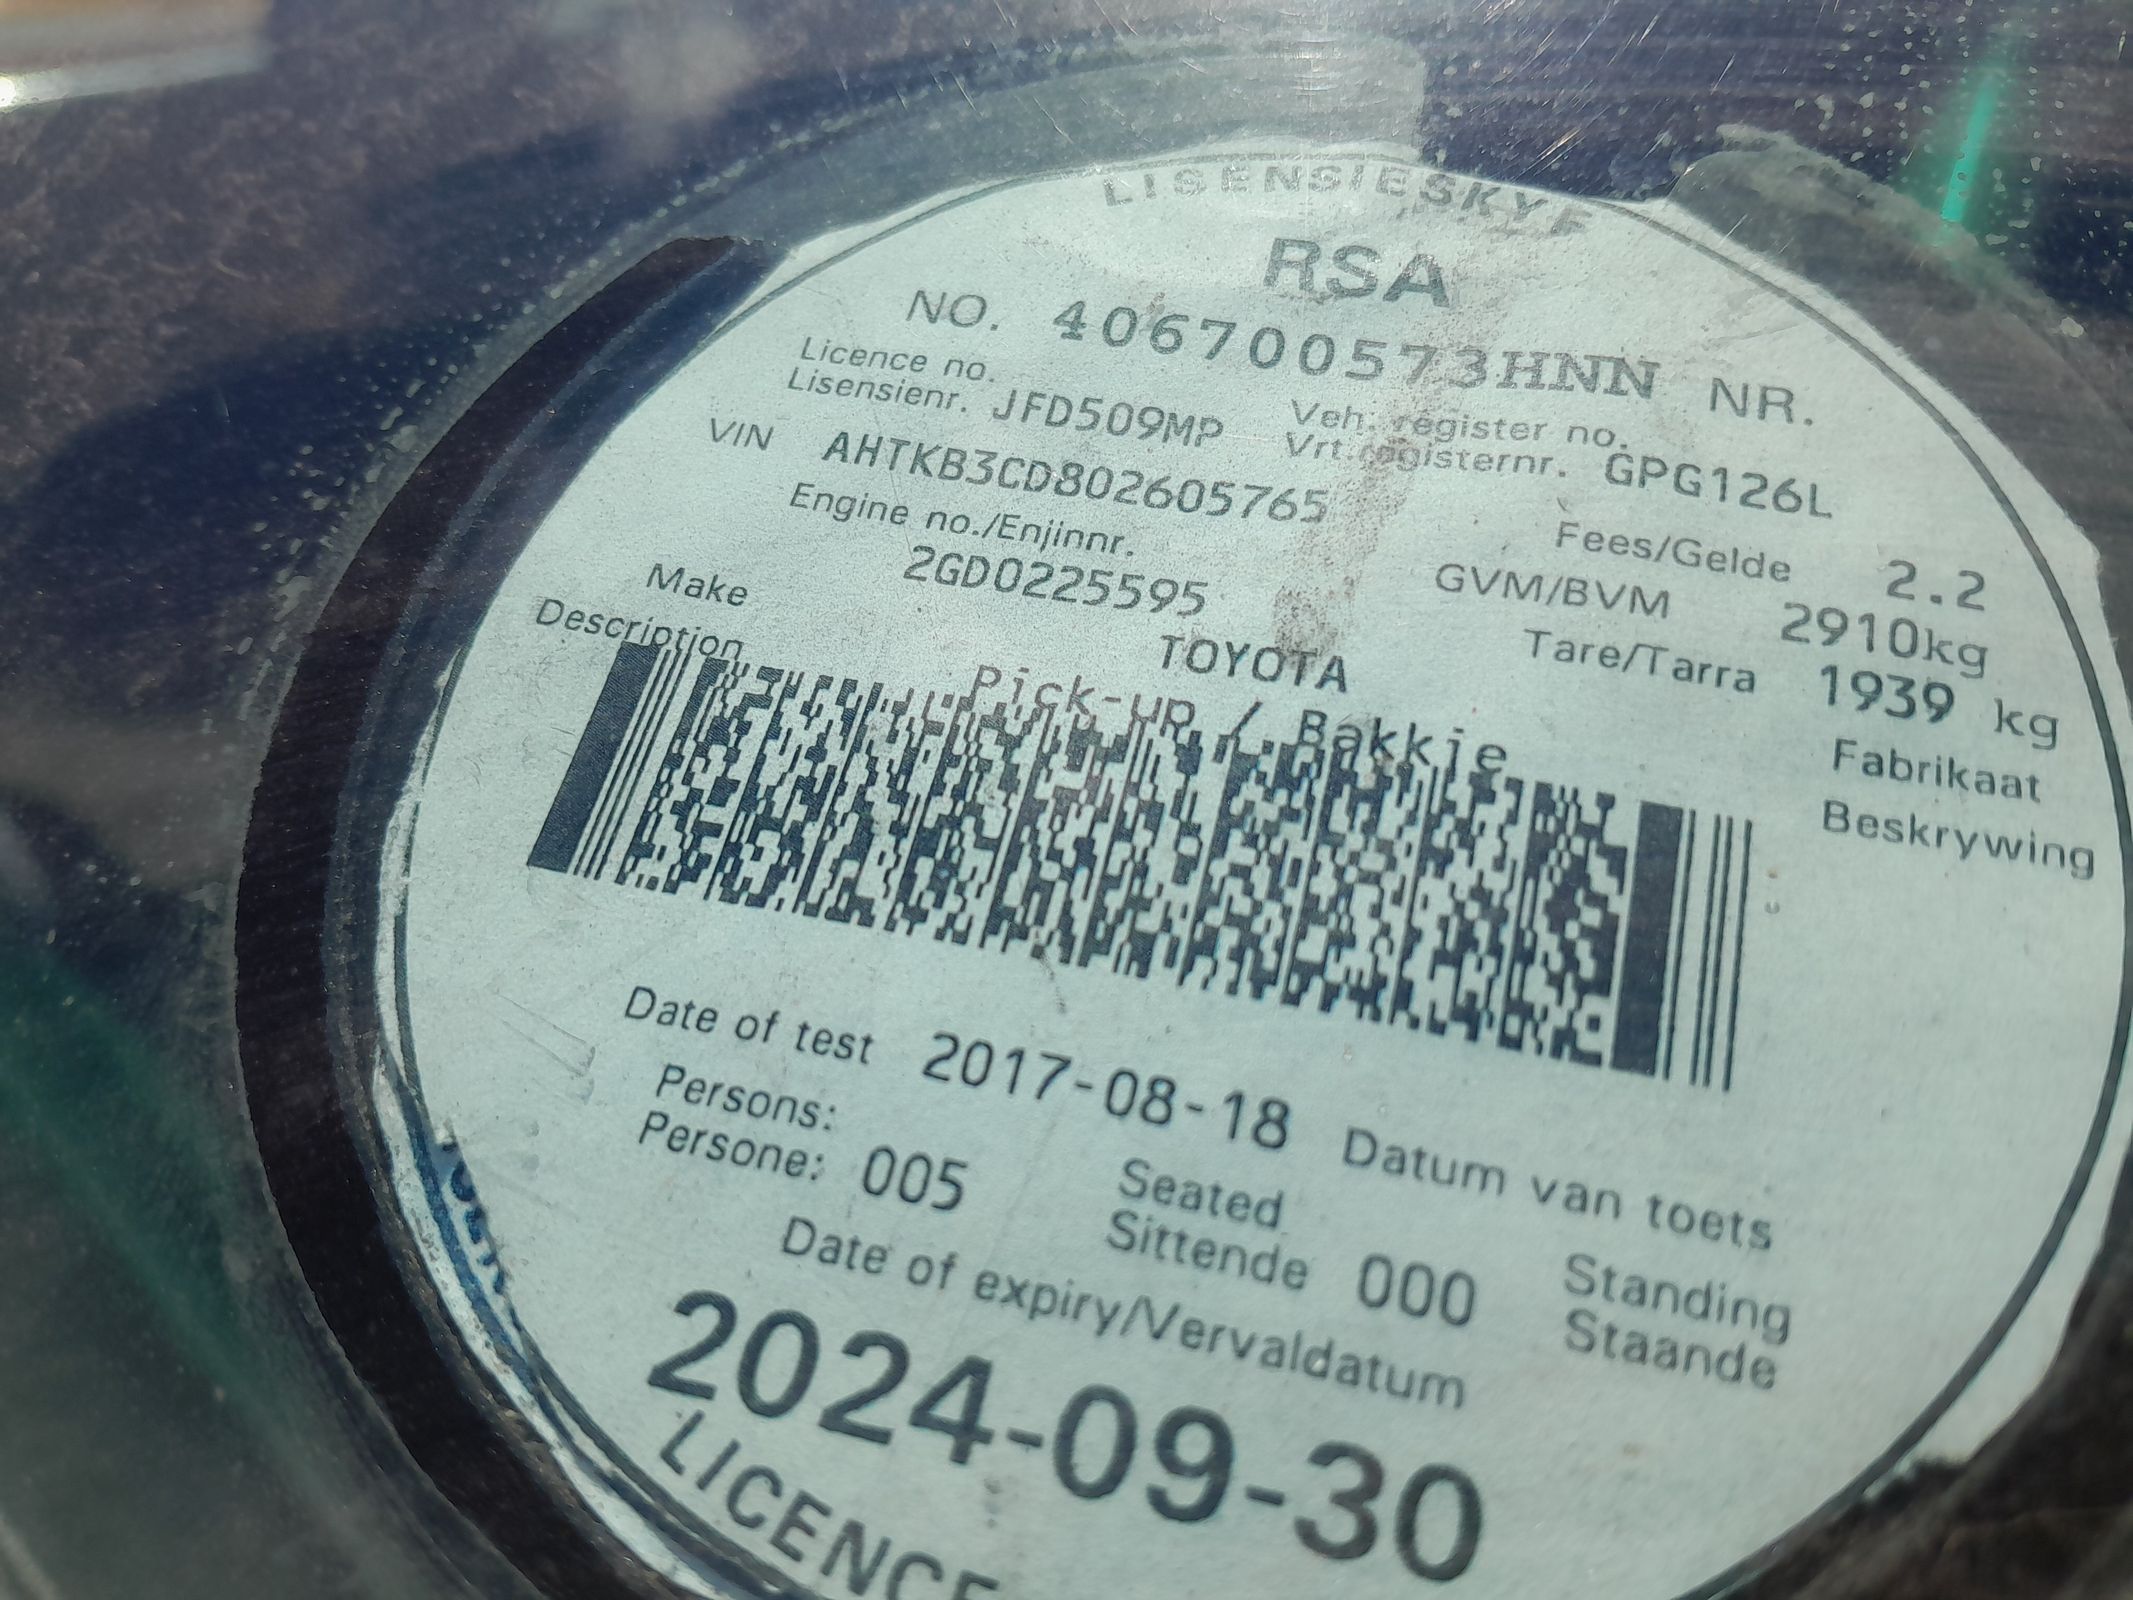 LISENSIESKYF
RSA
NO. 406700573HNN NR.
Licence no. Lisensienr. JFD509MP Veh. register no. Vrt.registernr. GPG126L
VIN AHTKB3CD802605765 Fees/Gelde 2.2
Engine no./Enjinnr. GVM/BVM 2910kg
2GD0225595 Tare/Tarra 1939 kg
Make TOYOTA Fabrikaat
Description Pick-up / Bakkie Beskrywing
Date of test 2017-08-18 Datum van toets
Persons: Persone: 005 Seated Sittende 000 Standing Staande
Date of expiry/Vervaldatum
2024-09-30
LICENCE